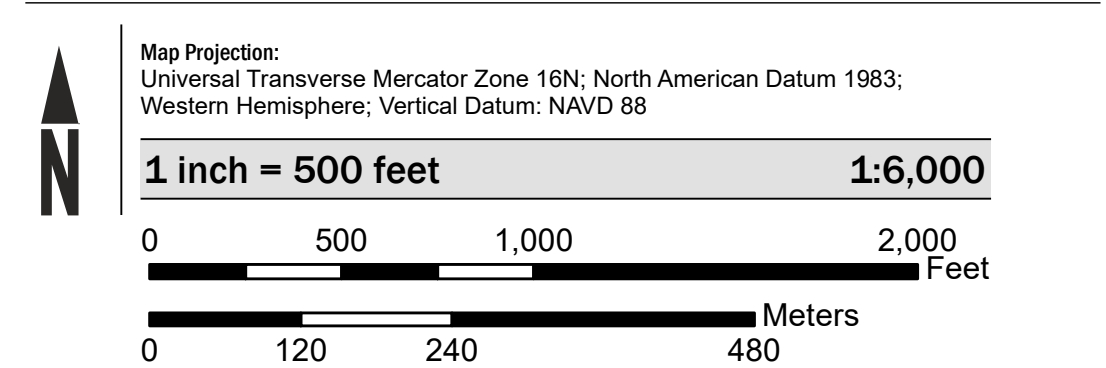 Map Projection:
Universal Transverse Mercator Zone 16N; North American Datum 1983;
Western Hemisphere; Vertical Datum: NAVD 88
N
1 inch = 500 feet 1:6,000
0 500 1,000 2,000
Feet
Meters
0 120 240 480